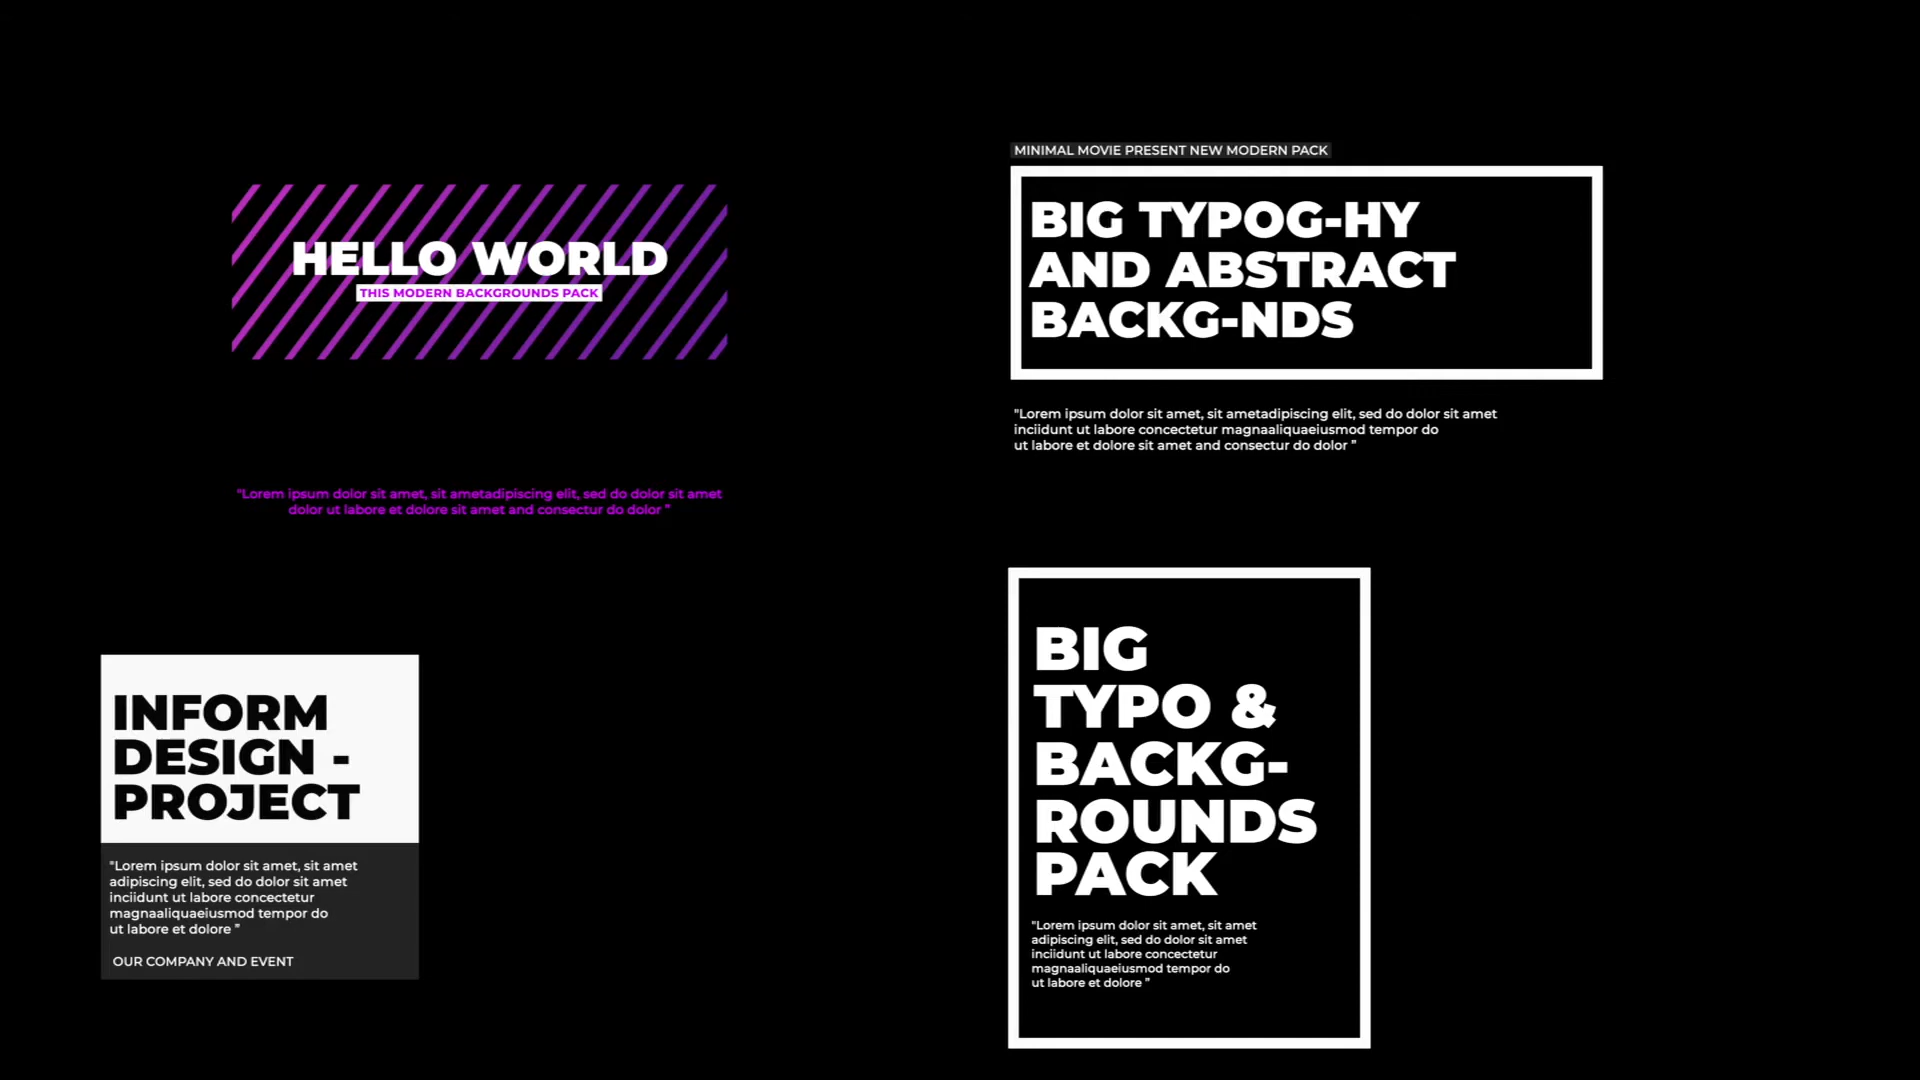 HELLO WORLD
THIS MODERN BACKGROUNDS PACK
"Lorem ipsum dolor sit amet, sit ametadipiscing elit, sed do dolor sit amet
dolor ut labore et dolore sit amet and consectur do dolor "
MINIMAL MOVIE PRESENT NEW MODERN PACK
BIG TYPOG-HY
AND ABSTRACT
BACKG-NDS
"Lorem ipsum dolor sit amet, sit ametadipiscing elit, sed do dolor sit amet
inciidunt ut labore concectetur magnaaliquaeiusmod tempor do
ut labore et dolore sit amet and consectur do dolor "
INFORM
DESIGN -
PROJECT
"Lorem ipsum dolor sit amet, sit amet
adipiscing elit, sed do dolor sit amet
inciidunt ut labore concectetur
magnaaliquaeiusmod tempor do
ut labore et dolore "
OUR COMPANY AND EVENT
BIG
TYPO &
BACKG-
ROUNDS
PACK
"Lorem ipsum dolor sit amet, sit amet
adipiscing elit, sed do dolor sit amet
inciidunt ut labore concectetur
magnaaliquaeiusmod tempor do
ut labore et dolore "